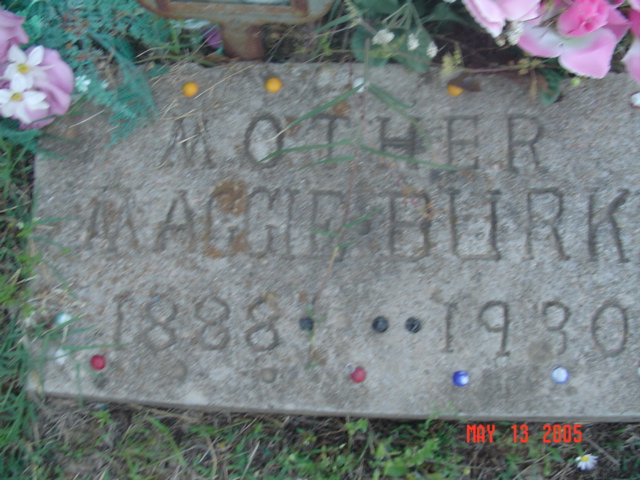 MOTHER
MAGGIE BURK
1888 1930
MAY 13 2005